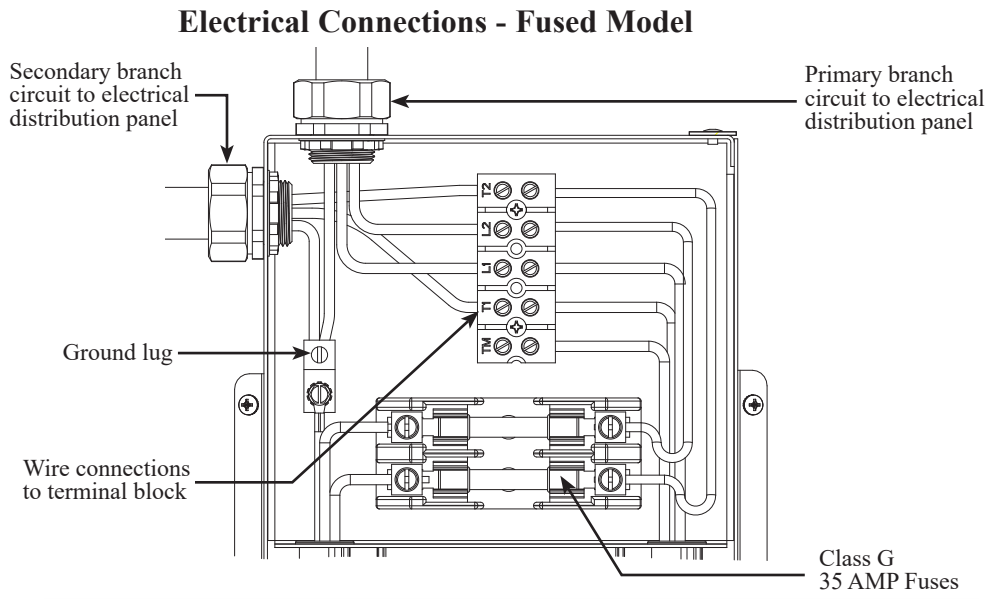 Electrical Connections - Fused Model
Secondary branch
circuit to electrical
distribution panel
Primary branch
circuit to electrical
distribution panel
T2
L2
L1
T1
TM
Ground lug
Wire connections
to terminal block
Class G
35 AMP Fuses